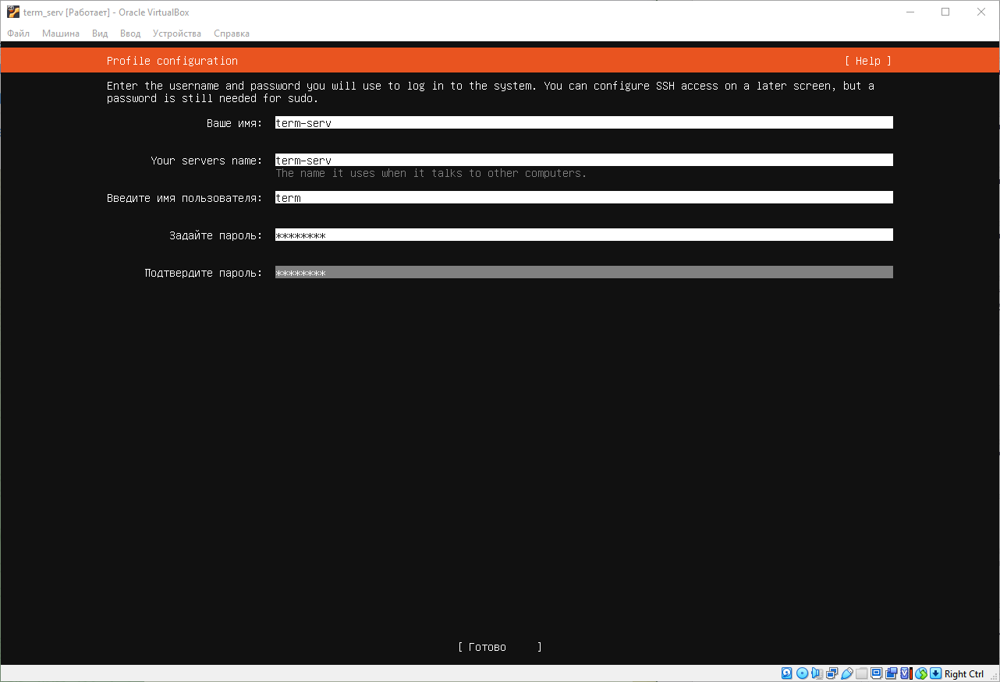 term_serv [Работает] - Oracle VirtualBox
Файл Машина Вид Ввод Устройства Справка
Profile configuration [ Help ]
Enter the username and password you will use to log in to the system. You can configure SSH access on a later screen, but a
password is still needed for sudo.
Ваше имя: term-serv
Your servers name: term-serv
The name it uses when it talks to other computers.
Введите имя пользователя: term
Задайте пароль: ********
Подтвердите пароль: ********
[ Готово ]
Right Ctrl